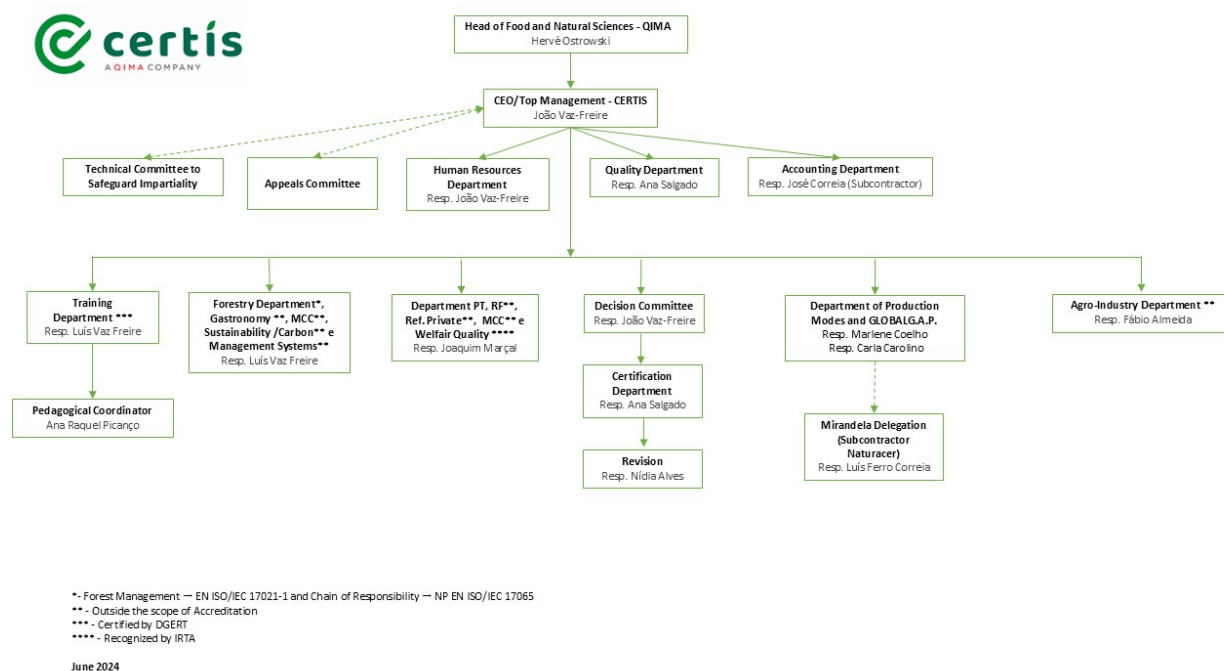 certis
A QIMA COMPANY
Head of Food and Natural Sciences - QIMA
Hervé Ostrowski
CEO/Top Management - CERTIS
João Vaz-Freire
Technical Committee to
Safeguard Impartiality
Appeals Committee
Human Resources
Department
Resp. João Vaz-Freire
Quality Department
Resp. Ana Salgado
Accounting Department
Resp. José Correia (Subcontractor)
Training
Department ***
Resp. Luís Vaz Freire
Forestry Department*,
Gastronomy **, MCC**,
Sustainability /Carbon** e
Management Systems**
Resp. Luís Vaz Freire
Department PT, RF**,
Ref. Private**, MCC** e
Welfair Quality ****
Resp. Joaquim Marçal
Decision Committee
Resp. João Vaz-Freire
Department of Production
Modes and GLOBALG.A.P.
Resp. Marlene Coelho
Resp. Carla Carolino
Agro-Industry Department **
Resp. Fábio Almeida
Pedagogical Coordinator
Ana Raquel Picanço
Certification
Department
Resp. Ana Salgado
Mirandela Delegation
(Subcontractor
Naturacer)
Resp. Luís Ferro Correia
Revision
Resp. Nídia Alves
*- Forest Management — EN ISO/IEC 17021-1 and Chain of Responsibility — NP EN ISO/IEC 17065
** - Outside the scope of Accreditation
*** - Certified by DGERT
**** - Recognized by IRTA
June 2024